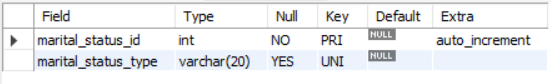 Field Type Null Key Default Extra
marital_status_id int NO PRI NULL auto_increment
marital_status_type varchar(20) YES UNI NULL